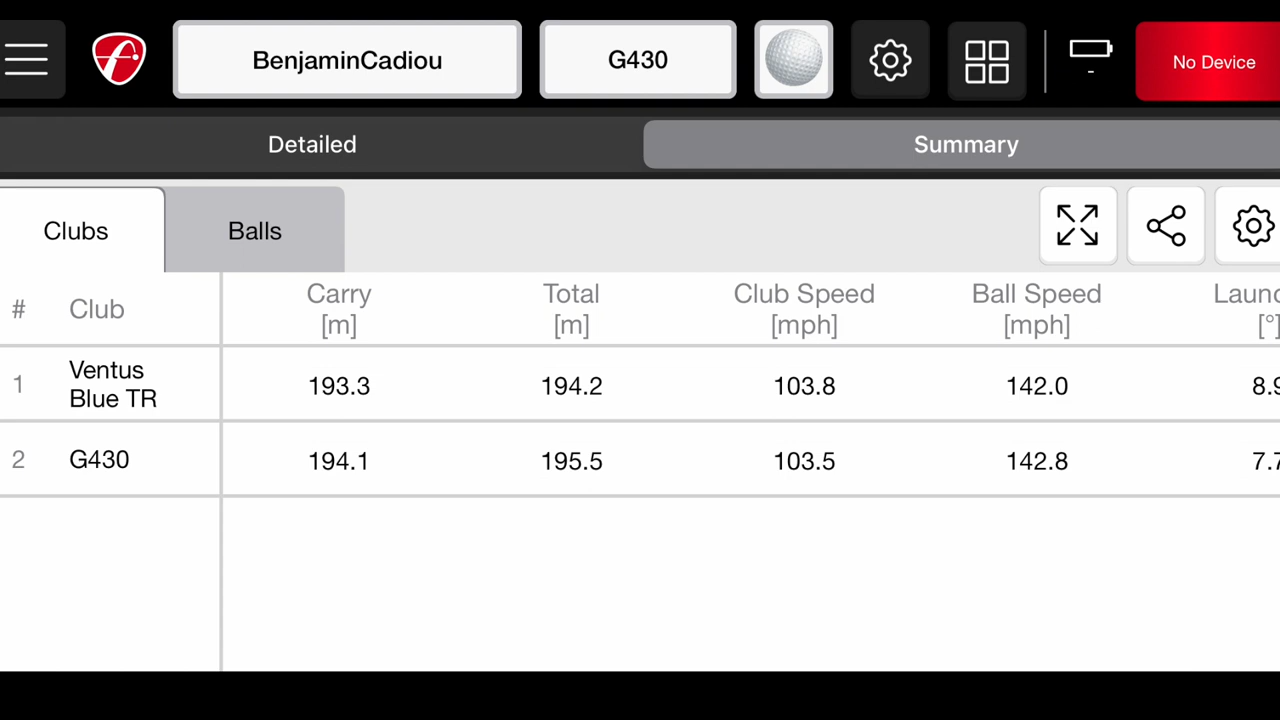 BenjaminCadiou
G430
No Device
-
Detailed
Summary
Clubs
Balls
# Club
Carry
[m]
Total
[m]
Club Speed
[mph]
Ball Speed
[mph]
[°]
1 Ventus
Blue TR
193.3 194.2 103.8 142.0
2 G430 194.1 195.5 103.5 142.8